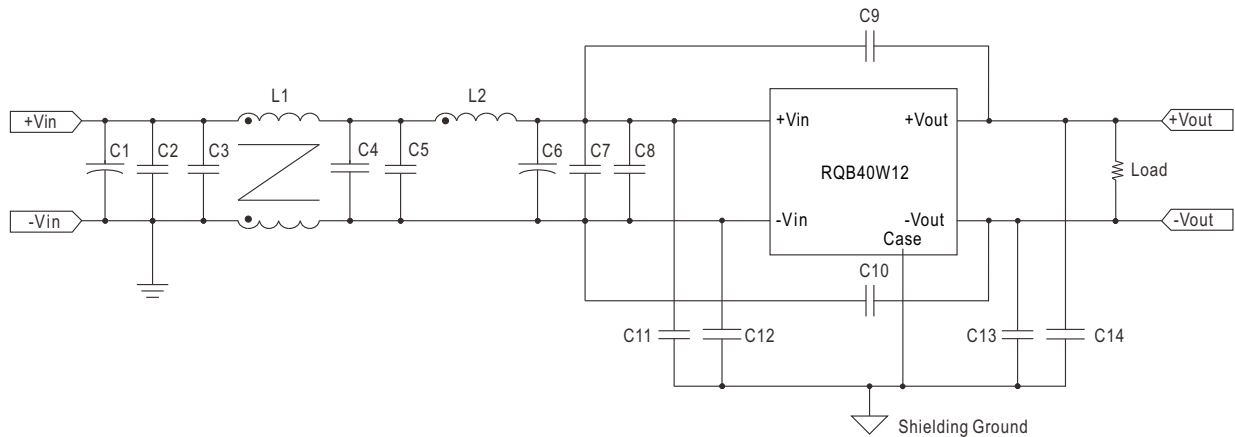 C9
L1
L2
+Vin
+Vin
+Vout
+Vout
C1
C2
C3
C4
C5
C6
C7
C8
RQB40W12
Load
-Vin
-Vin
-Vout
-Vout
Case
C10
C11
C12
C13
C14
Shielding Ground